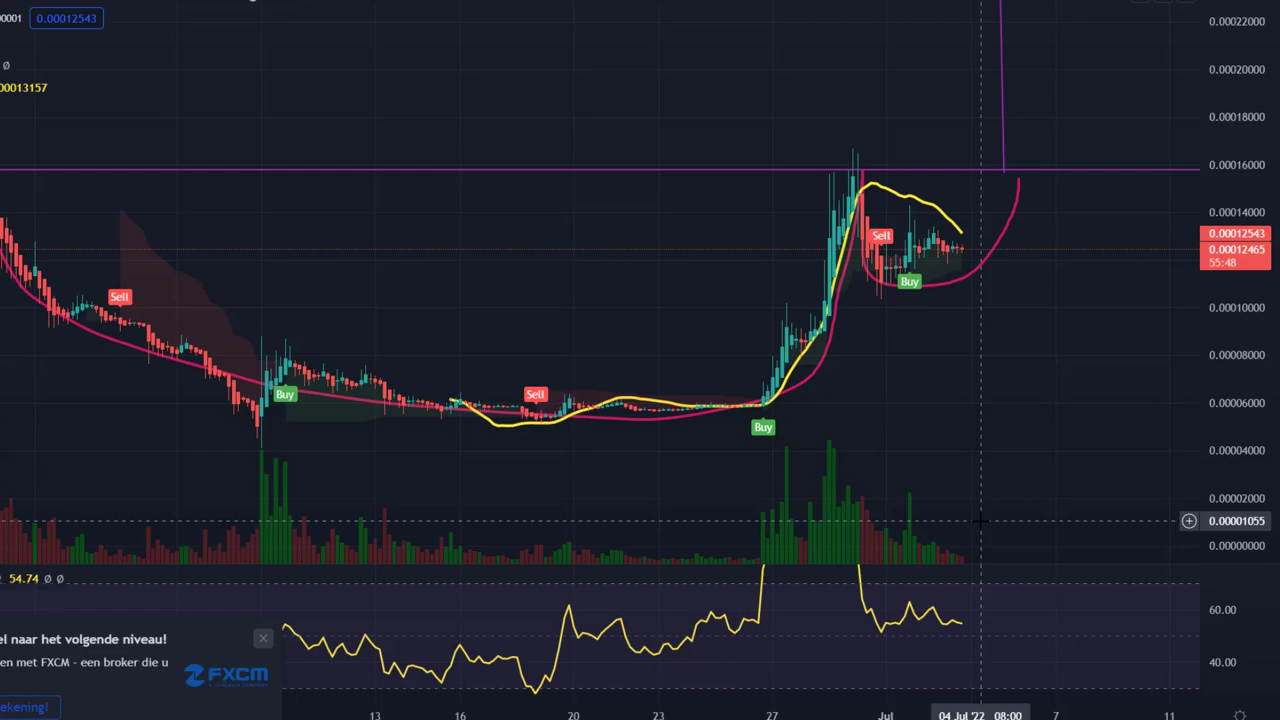 0001
0.00012543
0.00022000
0.00020000
0.00018000
0.00016000
0.00014000
0.00012543
0.00012465
55:48
0.00010000
0.00008000
0.00006000
0.00004000
0.00002000
0.00001055
0.00000000
Ø
00013157
Sell
Sell
Buy
Buy
Sell
Buy
54.74 Ø Ø
60.00
40.00
el naar het volgende niveau!
en met FXCM - een broker die u
FXCM
ekening!
13
16
20
23
27
Jul
04 Jul '22 08:00
7
11